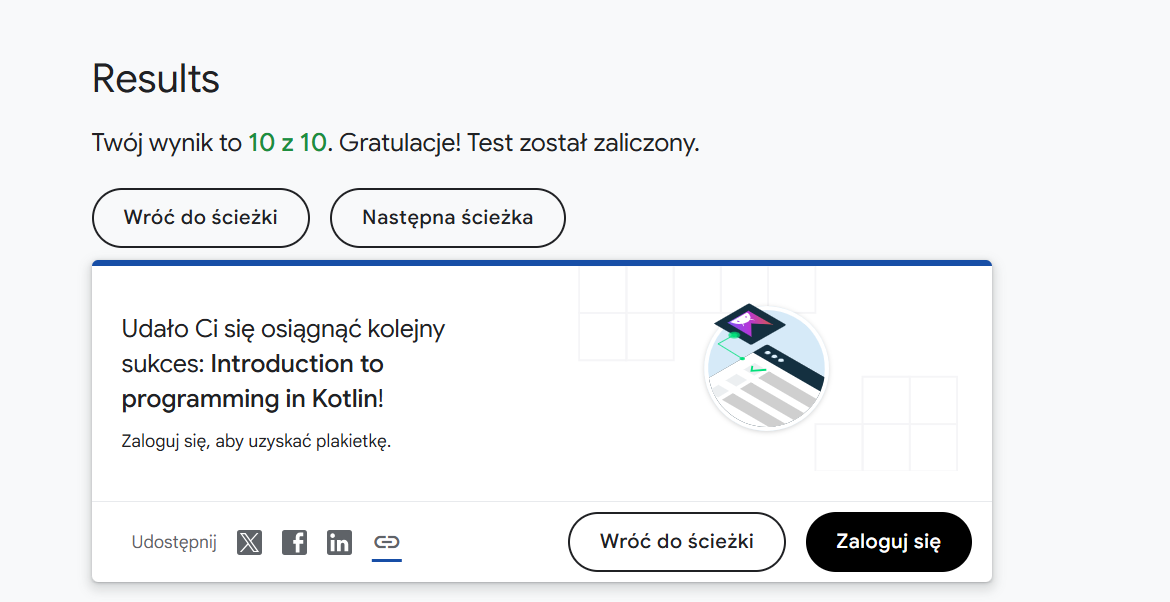 Results
Twój wynik to 10 z 10. Gratulacje! Test został zaliczony.
Wróć do ścieżki
Następna ścieżka
Udało Ci się osiągnąć kolejny
sukces: Introduction to
programming in Kotlin!
Zaloguj się, aby uzyskać plakietkę.
Udostępnij
Wróć do ścieżki
Zaloguj się